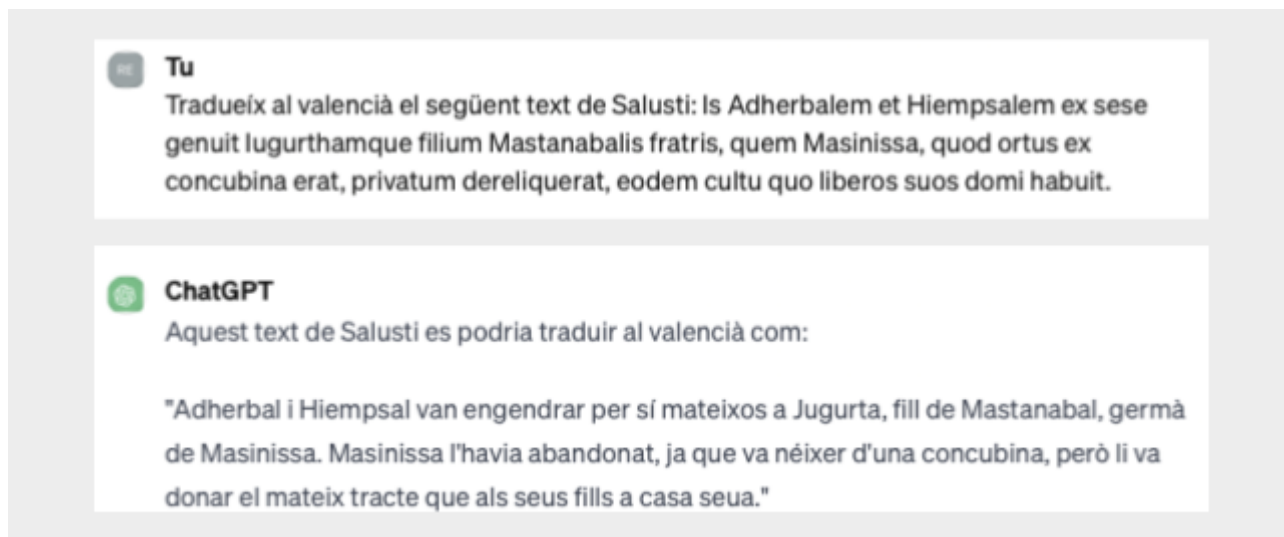 RE
Tu
Tradueíx al valencià el següent text de Salusti: Is Adherbalem et Hiempsalem ex sese
genuit Iugurthamque filium Mastanabalis fratris, quem Masinissa, quod ortus ex
concubina erat, privatum dereliquerat, eodem cultu quo liberos suos domi habuit.
ChatGPT
Aquest text de Salusti es podria traduir al valencià com:
"Adherbal i Hiempsal van engendrar per sí mateixos a Jugurta, fill de Mastanabal, germà
de Masinissa. Masinissa l'havia abandonat, ja que va néixer d'una concubina, però li va
donar el mateix tracte que als seus fills a casa seua."